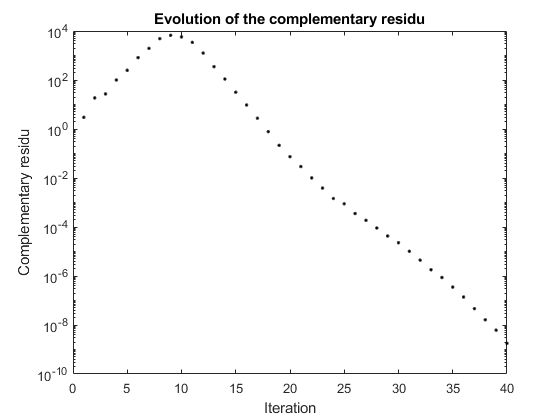 Evolution of the complementary residu
10^4
10^2
10^0
10^-2
10^-4
10^-6
10^-8
10^-10
Complementary residu
0 5 10 15 20 25 30 35 40
Iteration